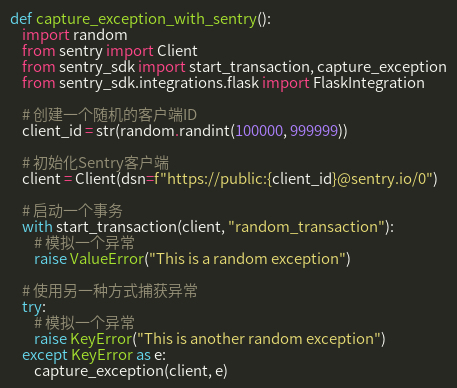 def capture_exception_with_sentry():
    import random
    from sentry import Client
    from sentry_sdk import start_transaction, capture_exception
    from sentry_sdk.integrations.flask import FlaskIntegration

    # 创建一个随机的客户端ID
    client_id = str(random.randint(100000, 999999))

    # 初始化Sentry客户端
    client = Client(dsn=f"https://public:{client_id}@sentry.io/0")

    # 启动一个事务
    with start_transaction(client, "random_transaction"):
        # 模拟一个异常
        raise ValueError("This is a random exception")

    # 使用另一种方式捕获异常
    try:
        # 模拟一个异常
        raise KeyError("This is another random exception")
    except KeyError as e:
        capture_exception(client, e)